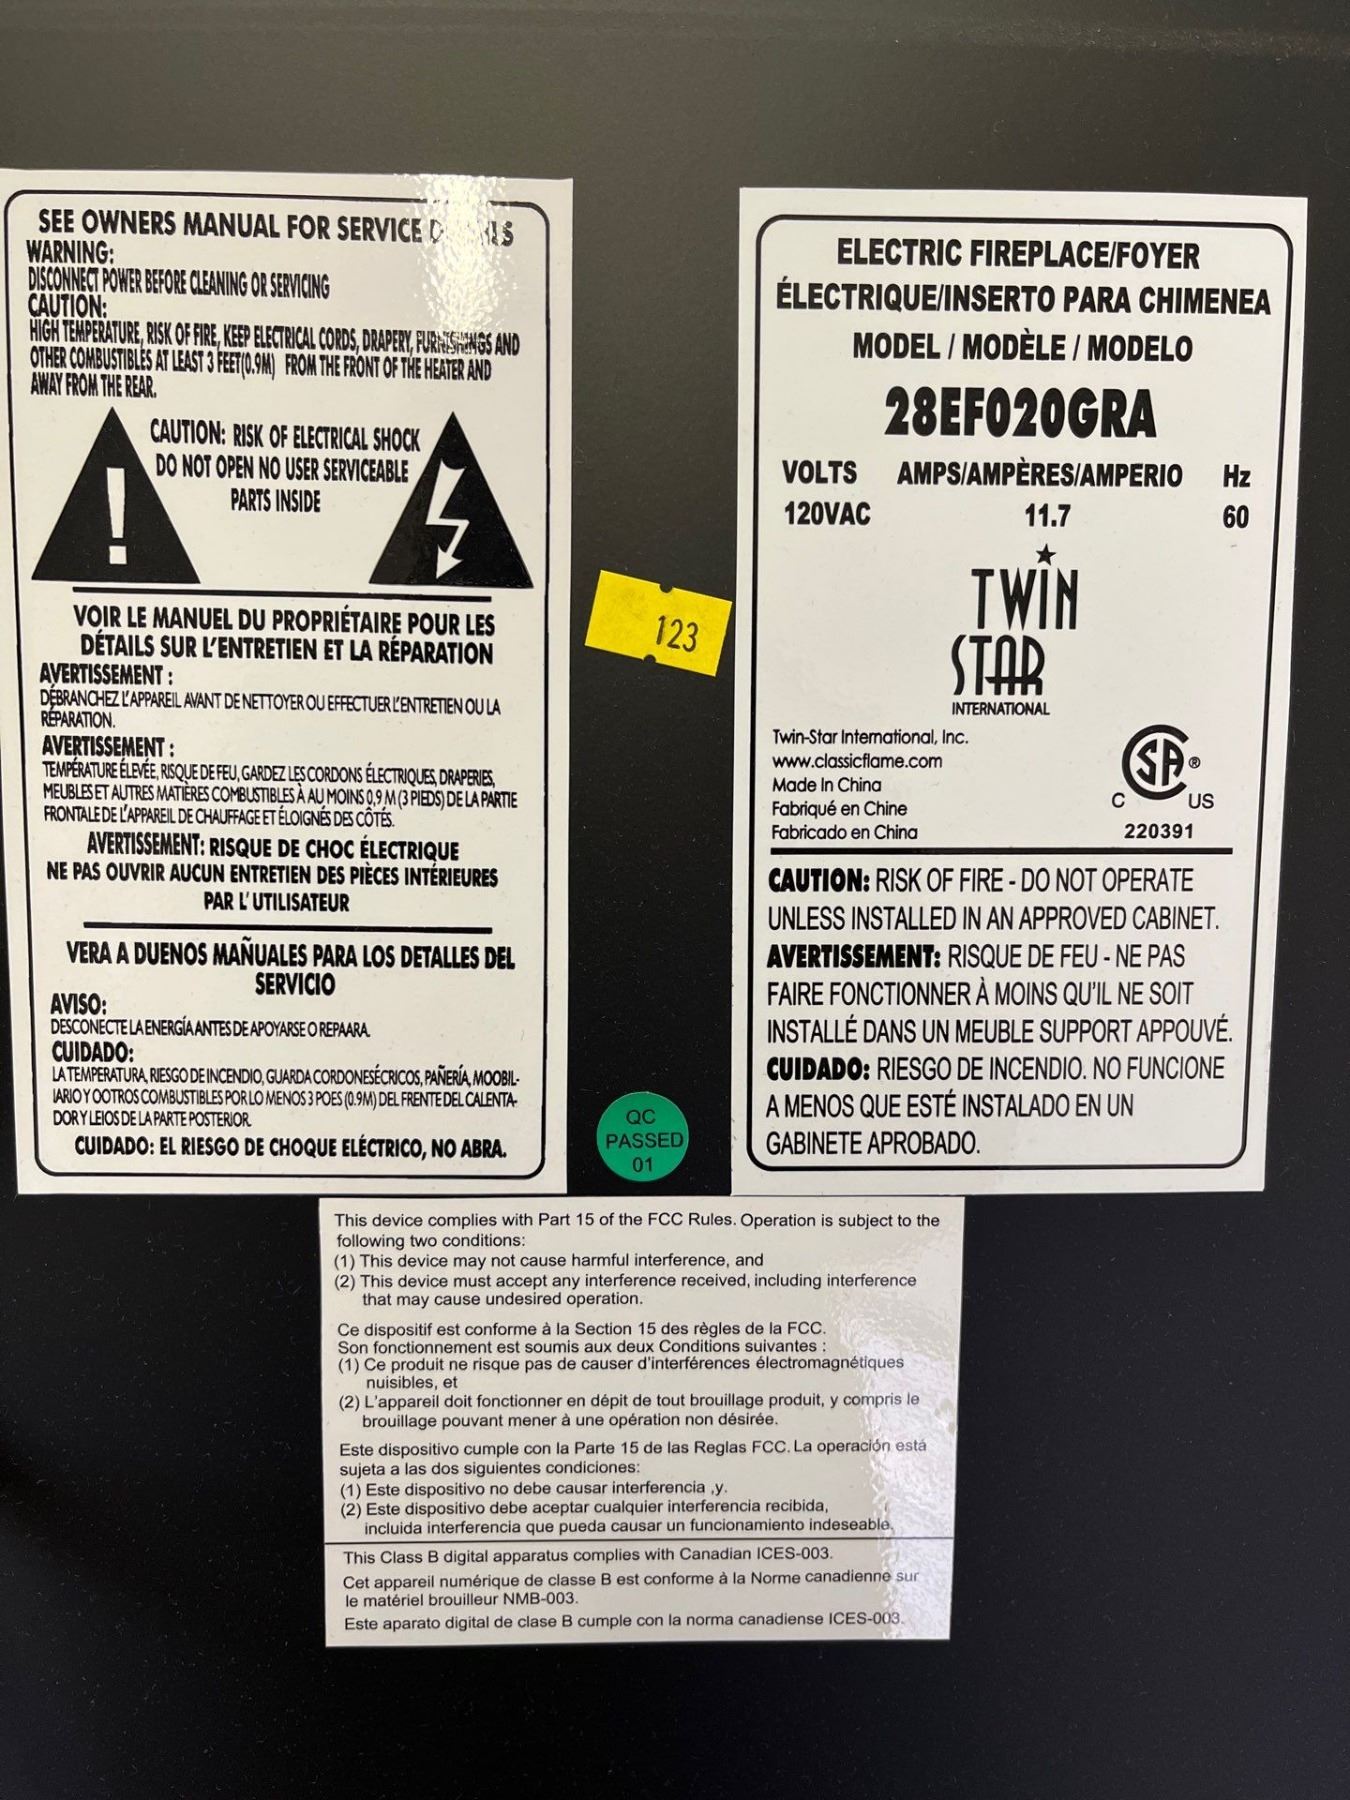 SEE OWNERS MANUAL FOR SERVICE
WARNING:
DISCONNECT POWER BEFORE CLEANING OR SERVICING
CAUTION:
HIGH TEMPERATURE, RISK OF FIRE, KEEP ELECTRICAL CORDS, DRAPERY, FURNISHINGS AND
OTHER COMBUSTIBLES AT LEAST 3 FEET(0.9M) FROM THE FRONT OF THE HEATER AND
AWAY FROM THE REAR.
CAUTION: RISK OF ELECTRICAL SHOCK
DO NOT OPEN NO USER SERVICEABLE
PARTS INSIDE
VOIR LE MANUEL DU PROPRIÉTAIRE POUR LES
DÉTAILS SUR L'ENTRETIEN ET LA RÉPARATION
AVERTISSEMENT :
DÉBRANCHEZ L'APPAREIL AVANT DE NETTOYER OU EFFECTUER L'ENTRETIEN OU LA
RÉPARATION.
AVERTISSEMENT :
TEMPÉRATURE ÉLEVÉE, RISQUE DE FEU, GARDEZ LES CORDONS ÉLECTRIQUES, DRAPERIES,
MEUBLES ET AUTRES MATIÈRES COMBUSTIBLES À AU MOINS 0,9 M (3 PIEDS) DE LA PARTIE
FRONTALE DE L'APPAREIL DE CHAUFFAGE ET ÉLOIGNÉS DES CÔTÉS.
AVERTISSEMENT: RISQUE DE CHOC ÉLECTRIQUE
NE PAS OUVRIR AUCUN ENTRETIEN DES PIÈCES INTÉRIEURES
PAR L' UTILISATEUR
VERA A DUENOS MAÑUALES PARA LOS DETALLES DEL
SERVICIO
AVISO:
DESCONECTE LA ENERGÍA ANTES DE APOYARSE O REPAARA.
CUIDADO:
LA TEMPERATURA, RIESGO DE INCENDIO, GUARDA CORDONESÉCRICOS, PAÑERÍA, MOOBIL-
IARIO Y OOTROS COMBUSTIBLES POR LO MENOS 3 POES (0.9M) DEL FRENTE DEL CALENTA-
DOR Y LEIOS DE LA PARTE POSTERIOR.
CUIDADO: EL RIESGO DE CHOQUE ELÉCTRICO, NO ABRA.
123
QC
PASSED
01
ELECTRIC FIREPLACE/FOYER
ÉLECTRIQUE/INSERTO PARA CHIMENEA
MODEL / MODÈLE / MODELO
28EF020GRA
VOLTS AMPS/AMPÈRES/AMPERIO Hz
120VAC 11.7 60
TWIN
STAR
INTERNATIONAL
Twin-Star International, Inc.
www.classicflame.com
Made In China
Fabriqué en Chine
Fabricado en China
SA ®
C US
220391
CAUTION: RISK OF FIRE - DO NOT OPERATE
UNLESS INSTALLED IN AN APPROVED CABINET.
AVERTISSEMENT: RISQUE DE FEU - NE PAS
FAIRE FONCTIONNER À MOINS QU'IL NE SOIT
INSTALLÉ DANS UN MEUBLE SUPPORT APPOUVÉ.
CUIDADO: RIESGO DE INCENDIO. NO FUNCIONE
A MENOS QUE ESTÉ INSTALADO EN UN
GABINETE APROBADO.
This device complies with Part 15 of the FCC Rules. Operation is subject to the
following two conditions:
(1) This device may not cause harmful interference, and
(2) This device must accept any interference received, including interference
that may cause undesired operation.
Ce dispositif est conforme à la Section 15 des règles de la FCC.
Son fonctionnement est soumis aux deux Conditions suivantes :
(1) Ce produit ne risque pas de causer d'interférences électromagnétiques
nuisibles, et
(2) L'appareil doit fonctionner en dépit de tout brouillage produit, y compris le
brouillage pouvant mener à une opération non désirée.
Este dispositivo cumple con la Parte 15 de las Reglas FCC. La operación está
sujeta a las dos siguientes condiciones:
(1) Este dispositivo no debe causar interferencia ,y.
(2) Este dispositivo debe aceptar cualquier interferencia recibida,
incluida interferencia que pueda causar un funcionamiento indeseable.
This Class B digital apparatus complies with Canadian ICES-003.
Cet appareil numérique de classe B est conforme à la Norme canadienne sur
le matériel brouilleur NMB-003.
Este aparato digital de clase B cumple con la norma canadiense ICES-003.